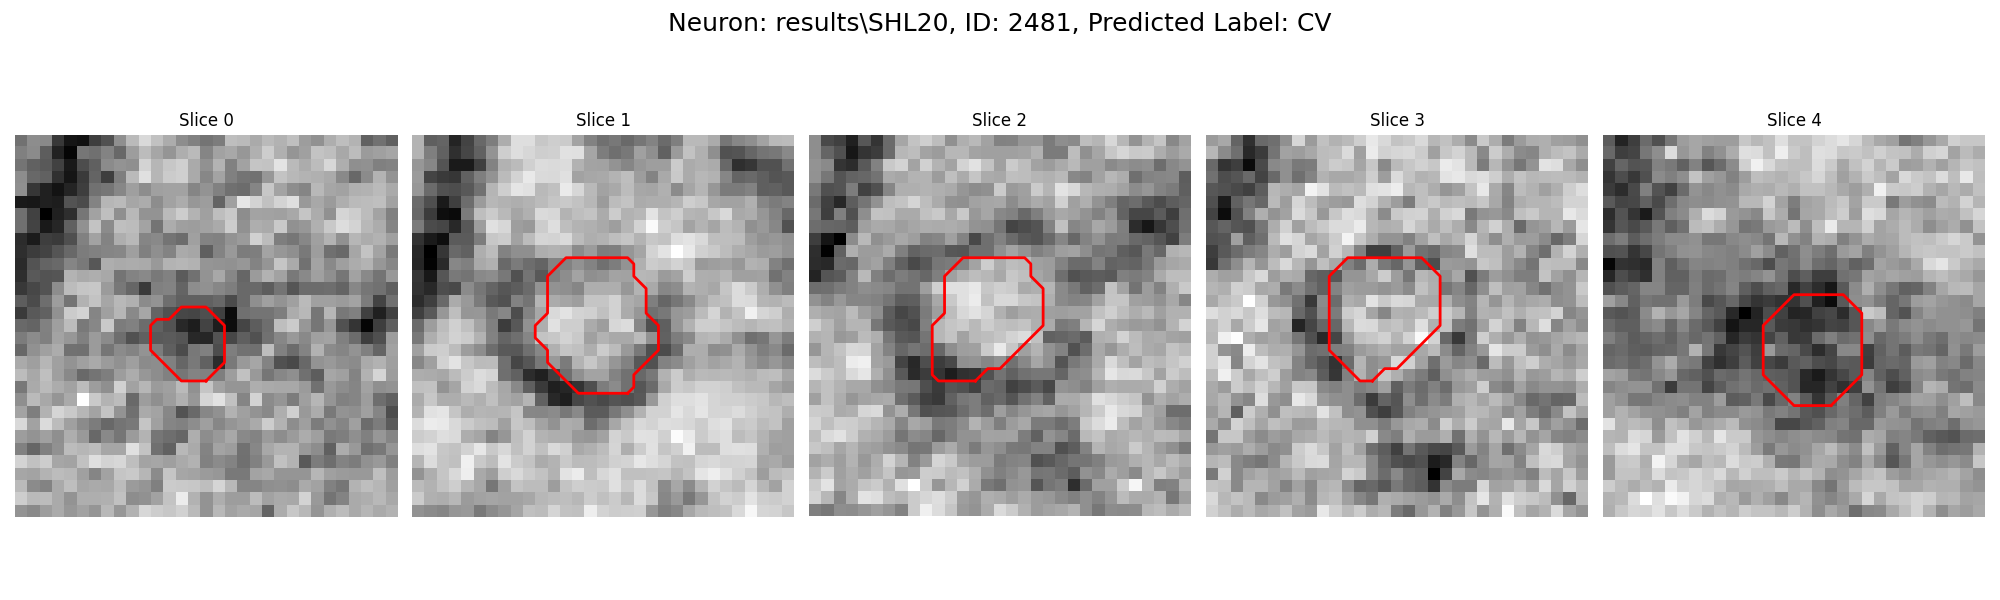 Neuron: results\SHL20, ID: 2481, Predicted Label: CV
Slice 0
Slice 1
Slice 2
Slice 3
Slice 4